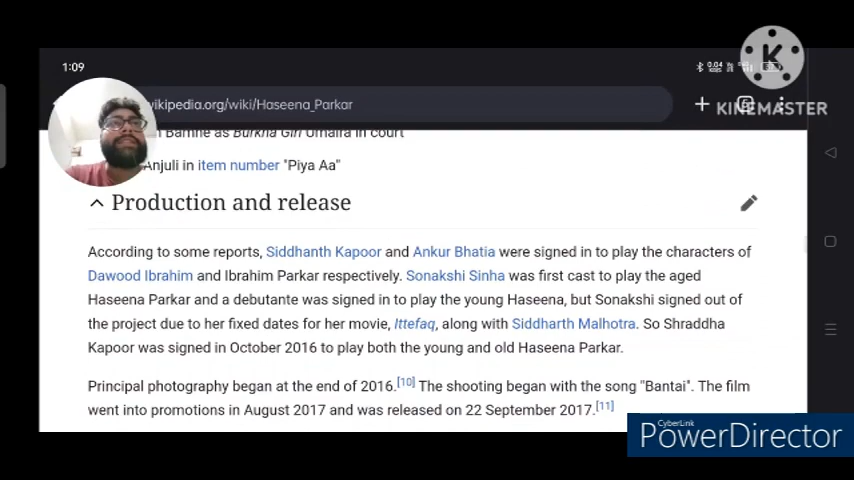 1:09
KINEMASTER
wikipedia.org/wiki/Haseena_Parkar
as Burkha Girl Umaira in court
Anjuli in item number "Piya Aa"
Production and release
According to some reports, Siddhanth Kapoor and Ankur Bhatia were signed in to play the characters of
Dawood Ibrahim and Ibrahim Parkar respectively. Sonakshi Sinha was first cast to play the aged
Haseena Parkar and a debutante was signed in to play the young Haseena, but Sonakshi signed out of
the project due to her fixed dates for her movie, Ittefaq, along with Siddharth Malhotra. So Shraddha
Kapoor was signed in October 2016 to play both the young and old Haseena Parkar.
Principal photography began at the end of 2016.[10] The shooting began with the song "Bantai". The film
went into promotions in August 2017 and was released on 22 September 2017.[11]
CyberLink
PowerDirector